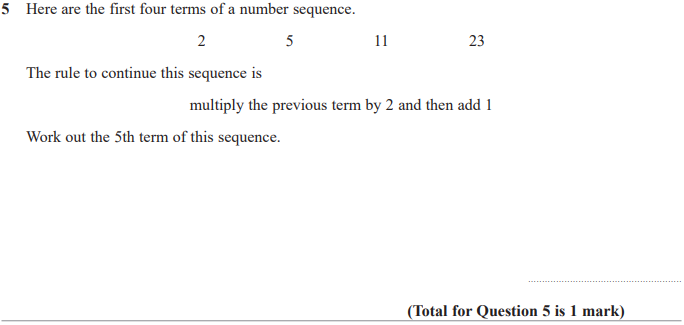 5 Here are the first four terms of a number sequence.
2 5 11 23
The rule to continue this sequence is
multiply the previous term by 2 and then add 1
Work out the 5th term of this sequence.
(Total for Question 5 is 1 mark)